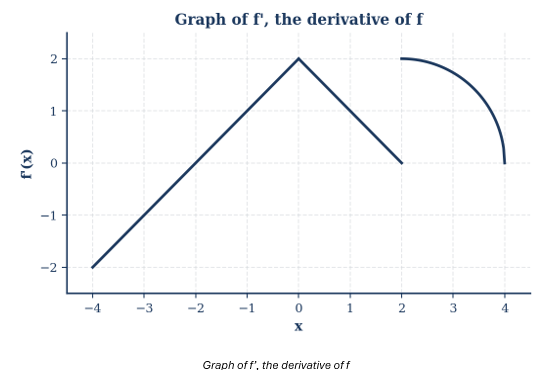 Graph of f', the derivative of f
2
1
0
−1
−2
f'(x)
−4 −3 −2 −1 0 1 2 3 4
x
Graph of f', the derivative of f